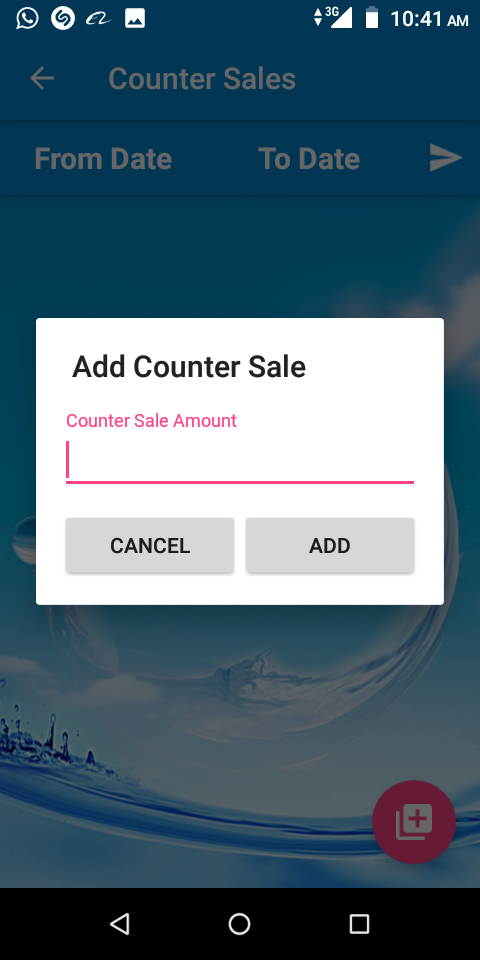 3G 10:41 AM
Counter Sales
From Date To Date
Add Counter Sale
Counter Sale Amount
CANCEL ADD